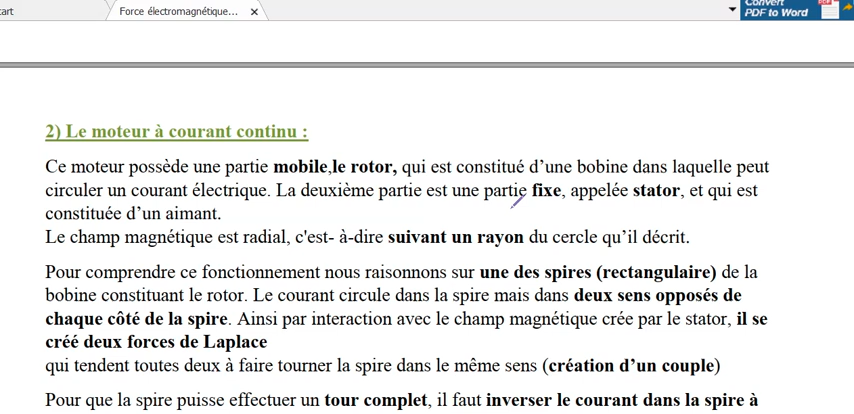 art
Force électromagnétique...
Convert
PDF to Word
PDF
2) Le moteur à courant continu :
Ce moteur possède une partie mobile,le rotor, qui est constitué d’une bobine dans laquelle peut
circuler un courant électrique. La deuxième partie est une partie fixe, appelée stator, et qui est
constituée d’un aimant.
Le champ magnétique est radial, c'est- à-dire suivant un rayon du cercle qu’il décrit.
Pour comprendre ce fonctionnement nous raisonnons sur une des spires (rectangulaire) de la
bobine constituant le rotor. Le courant circule dans la spire mais dans deux sens opposés de
chaque côté de la spire. Ainsi par interaction avec le champ magnétique crée par le stator, il se
créé deux forces de Laplace
qui tendent toutes deux à faire tourner la spire dans le même sens (création d’un couple)
Pour que la spire puisse effectuer un tour complet, il faut inverser le courant dans la spire à